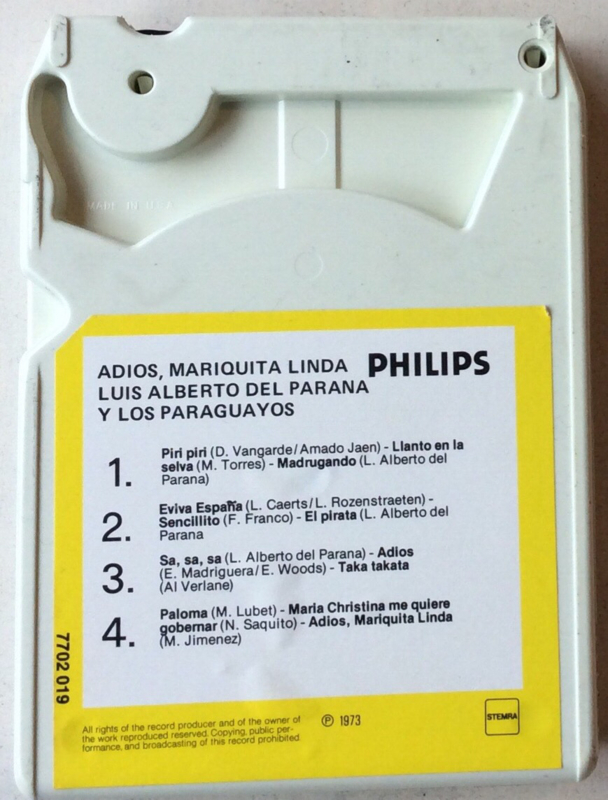 MADE IN U.S.A.
ADIOS, MARIQUITA LINDA PHILIPS
LUIS ALBERTO DEL PARANA
Y LOS PARAGUAYOS
1. Piri piri (D. Vangarde/Amado Jaen) - Llanto en la
selva (M. Torres) - Madrugando (L. Alberto del
Parana)
2. Eviva España (L. Caerts/L. Rozenstraeten) -
Sencillito (F. Franco) - El pirata (L. Alberto del
Parana
3. Sa, sa, sa (L. Alberto del Parana) - Adios
(E. Madriguera/E. Woods) - Taka takata
(Al Verlane)
4. Paloma (M. Lubet) - Maria Christina me quiere
gobernar (N. Saquito) - Adios, Mariquita Linda
(M. Jimenez)
7702 019
All rights of the record producer and of the owner of
the work reproduced reserved. Copying, public per-
formance, and broadcasting of this record prohibited
Ⓟ 1973
STEMRA